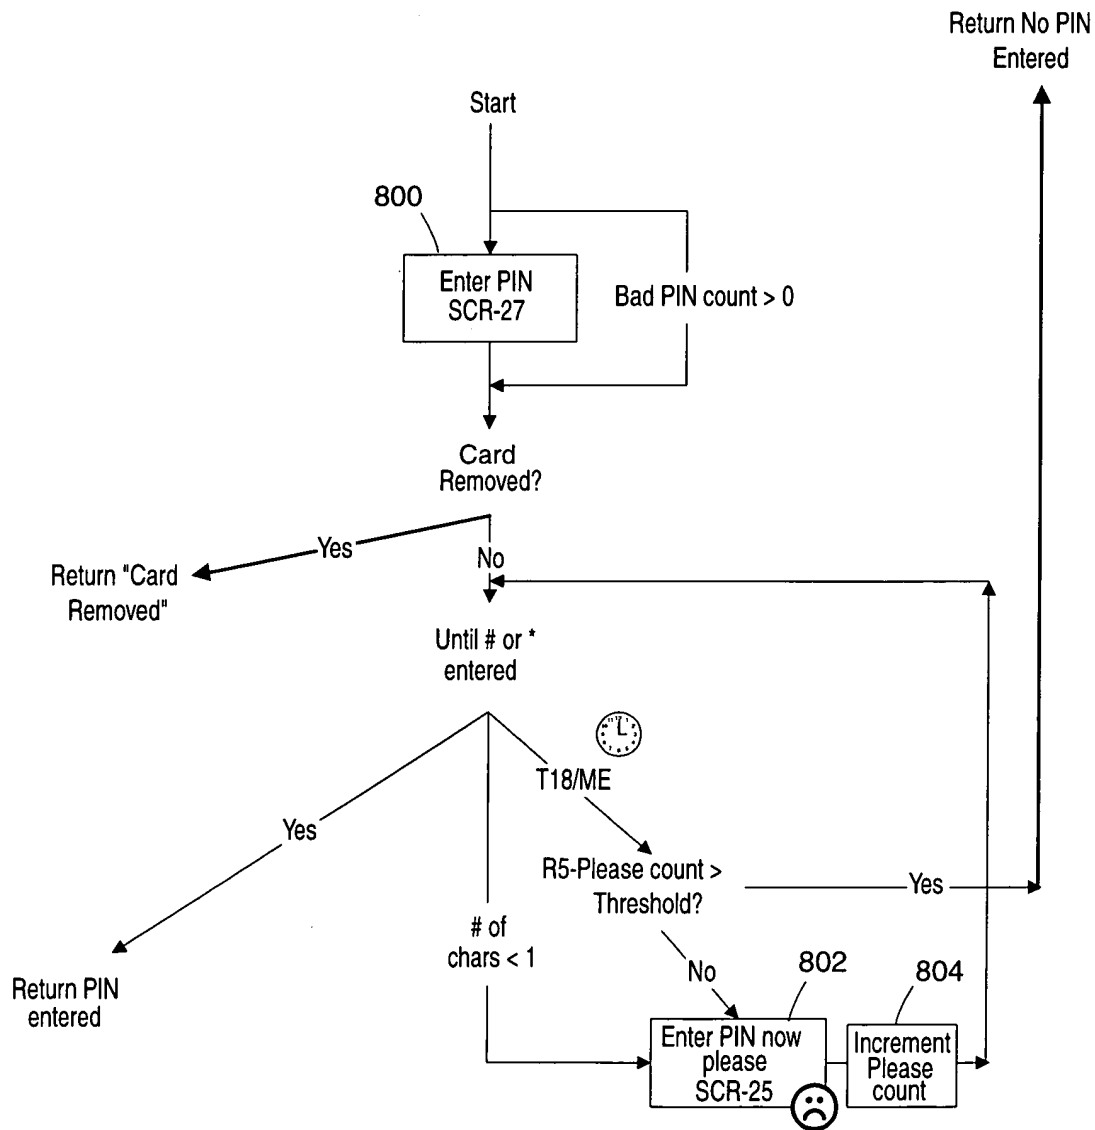 Return No PIN
Entered
Start
800
Enter PIN
SCR-27
Bad PIN count > 0
Card
Removed?
Yes
No
Return "Card
Removed"
Until # or *
entered
T18/ME
Yes
R5-Please count >
Threshold?
Yes
# of
chars < 1
No
802
804
Return PIN
entered
Enter PIN now
please
SCR-25
Increment
Please
count